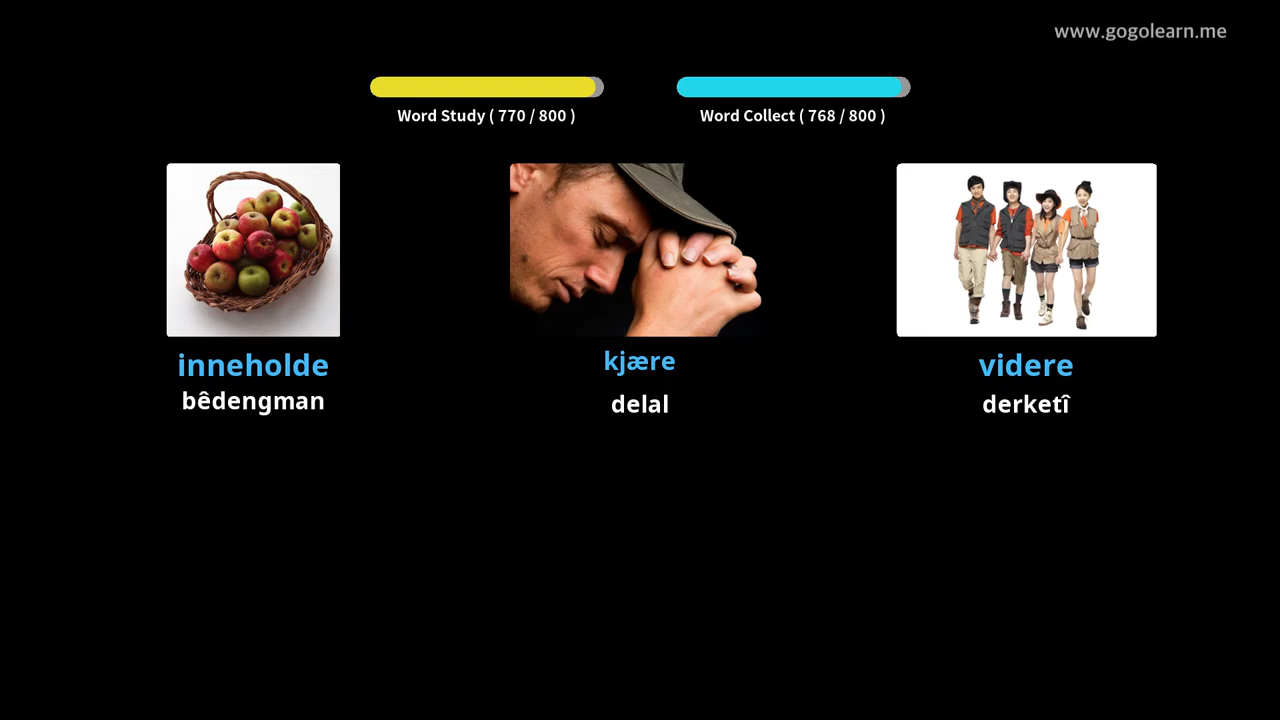 www.gogolearn.me
Word Study ( 770 / 800 )
Word Collect ( 768 / 800 )
inneholde
bêdengman
kjære
delal
videre
derketî